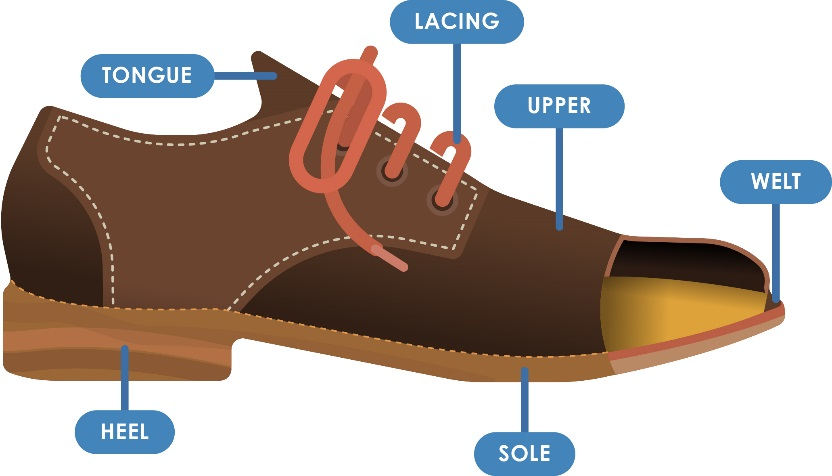 LACING
TONGUE
UPPER
WELT
HEEL
SOLE